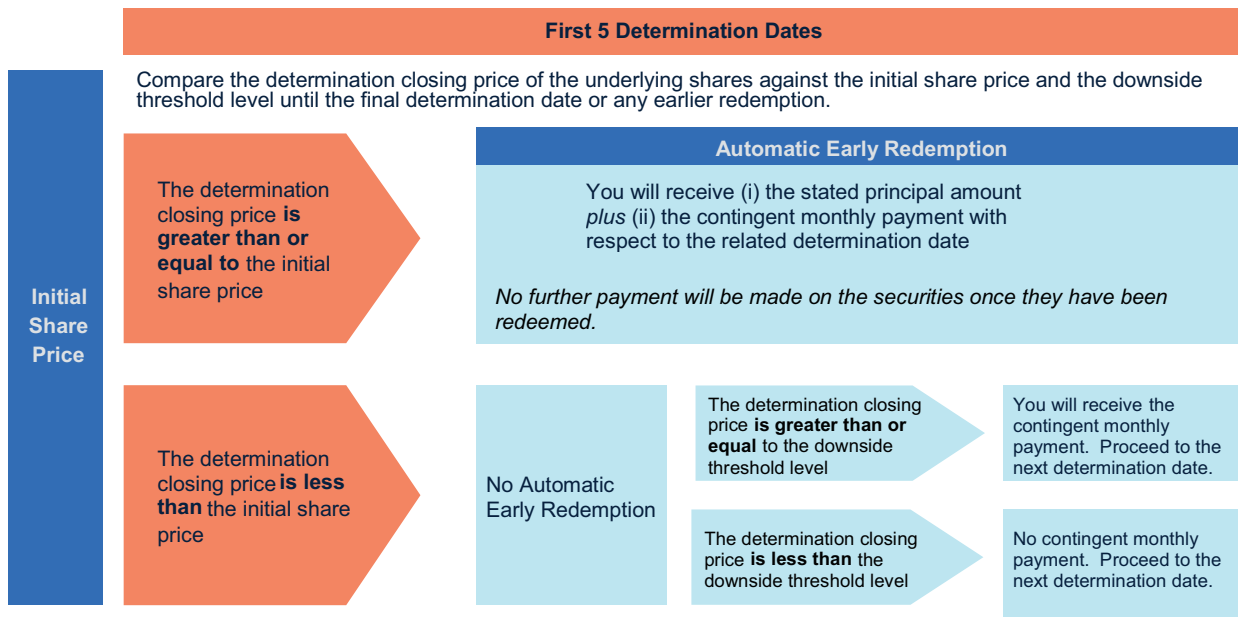 First 5 Determination Dates
Compare the determination closing price of the underlying shares against the initial share price and the downside
threshold level until the final determination date or any earlier redemption.
Initial
Share
Price
The determination
closing price is
greater than or
equal to the initial
share price
Automatic Early Redemption
You will receive (i) the stated principal amount
plus (ii) the contingent monthly payment with
respect to the related determination date
No further payment will be made on the securities once they have been
redeemed.
The determination
closing price is less
than the initial share
price
No Automatic
Early Redemption
The determination closing
price is greater than or
equal to the downside
threshold level
You will receive the
contingent monthly
payment. Proceed to the
next determination date.
The determination closing
price is less than the
downside threshold level
No contingent monthly
payment. Proceed to the
next determination date.